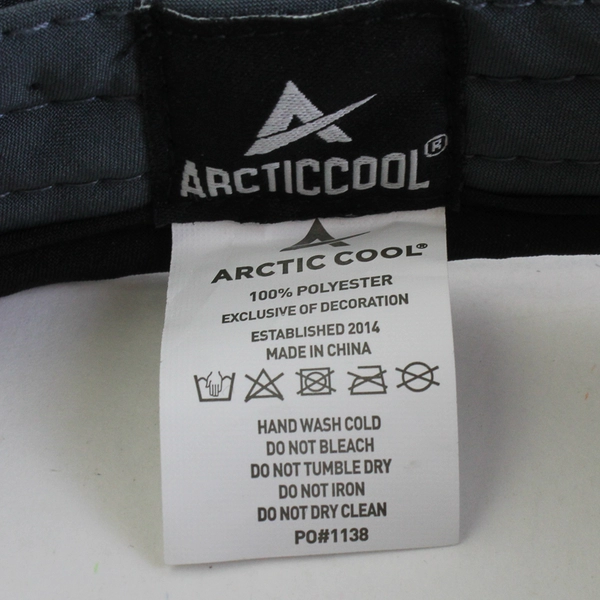 ARCTICCOOL®
ARCTIC COOL®
100% POLYESTER
EXCLUSIVE OF DECORATION
ESTABLISHED 2014
MADE IN CHINA
HAND WASH COLD
DO NOT BLEACH
DO NOT TUMBLE DRY
DO NOT IRON
DO NOT DRY CLEAN
PO#1138